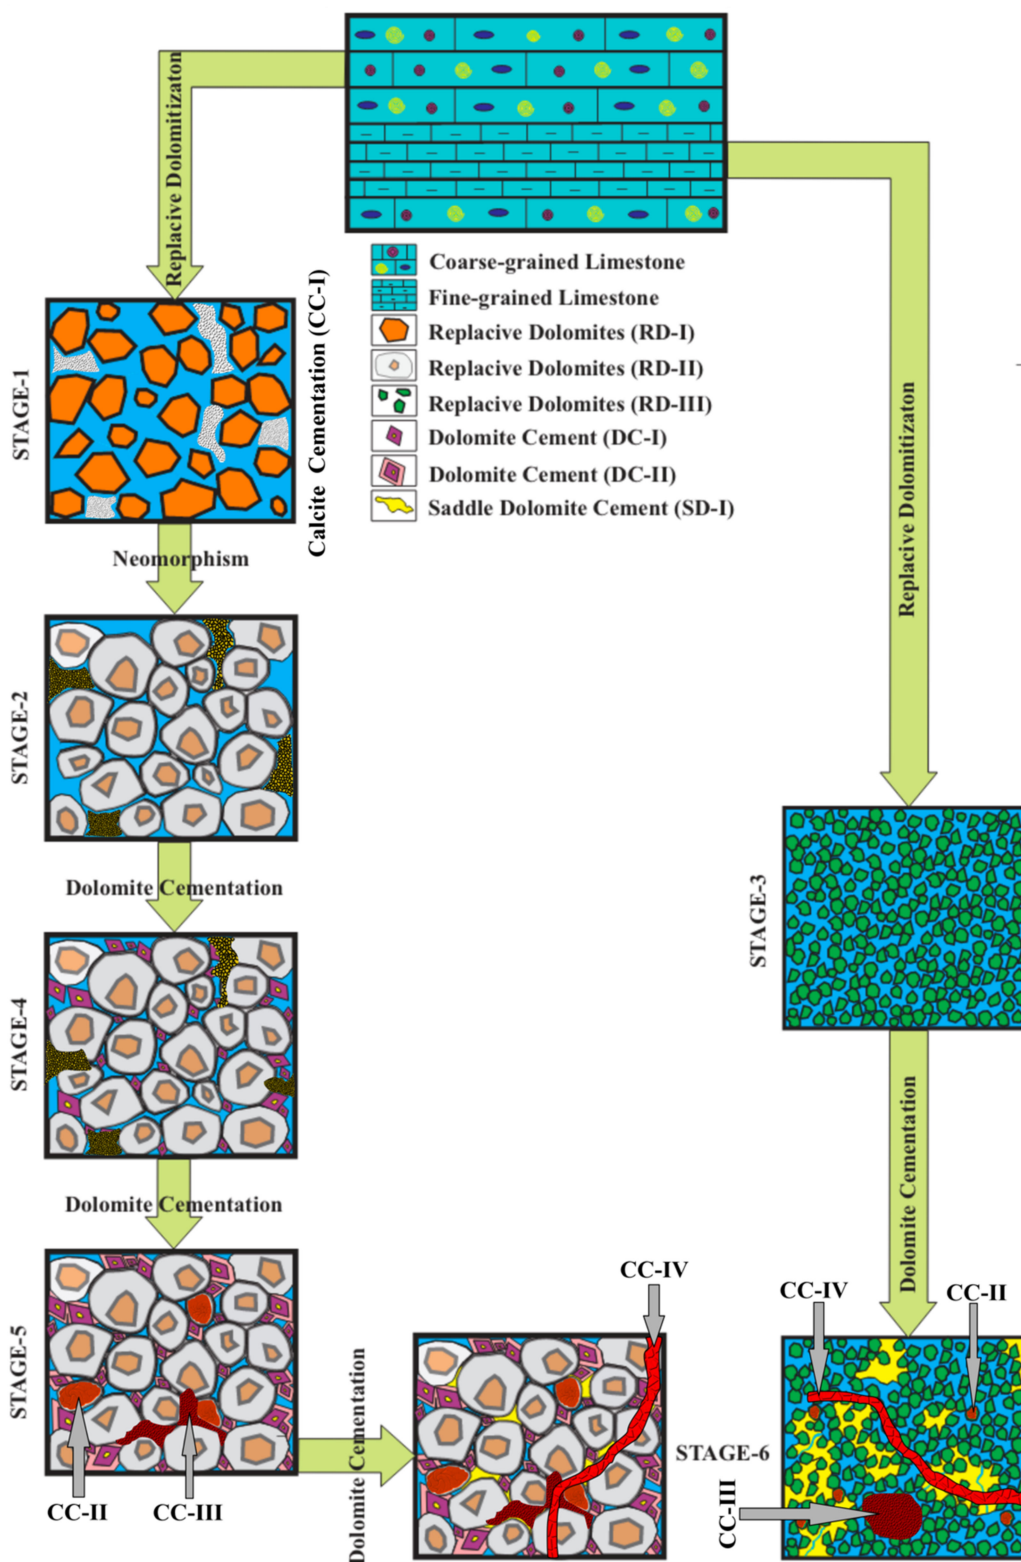 Replacive Dolomitizaton
Coarse-grained Limestone
Fine-grained Limestone
Replacive Dolomites (RD-I)
Replacive Dolomites (RD-II)
Replacive Dolomites (RD-III)
Dolomite Cement (DC-I)
Dolomite Cement (DC-II)
Saddle Dolomite Cement (SD-I)
Calcite Cementation (CC-I)
STAGE-1
Neomorphism
STAGE-2
Dolomite Cementation
STAGE-4
Dolomite Cementation
STAGE-5
CC-II
CC-III
Dolomite Cementation
CC-IV
Replacive Dolomitizaton
STAGE-3
Dolomite Cementation
STAGE-6
CC-IV
CC-II
CC-III